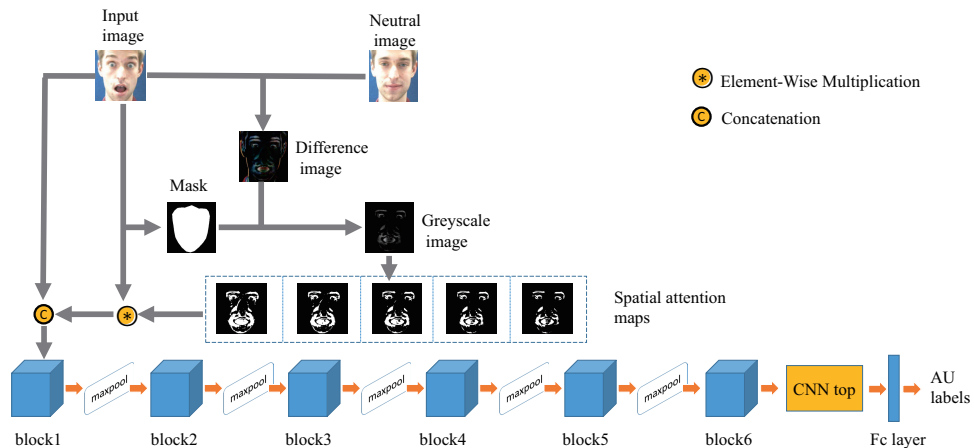 Input
image
Neutral
image
* Element-Wise Multiplication
C Concatenation
Difference
image
Mask
Greyscale
image
Spatial attention
maps
C
*
maxpool
maxpool
maxpool
maxpool
maxpool
CNN top
AU
labels
block1
block2
block3
block4
block5
block6
Fc layer